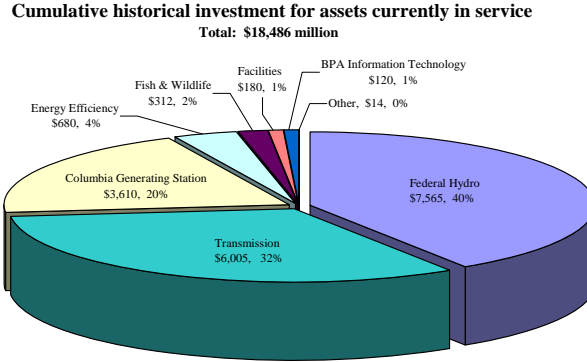 Cumulative historical investment for assets currently in service
Total: $18,486 million
Facilities
$180, 1%
BPA Information Technology
$120, 1%
Fish & Wildlife
$312, 2%
Other, $14, 0%
Energy Efficiency
$680, 4%
Columbia Generating Station
$3,610, 20%
Federal Hydro
$7,565, 40%
Transmission
$6,005, 32%